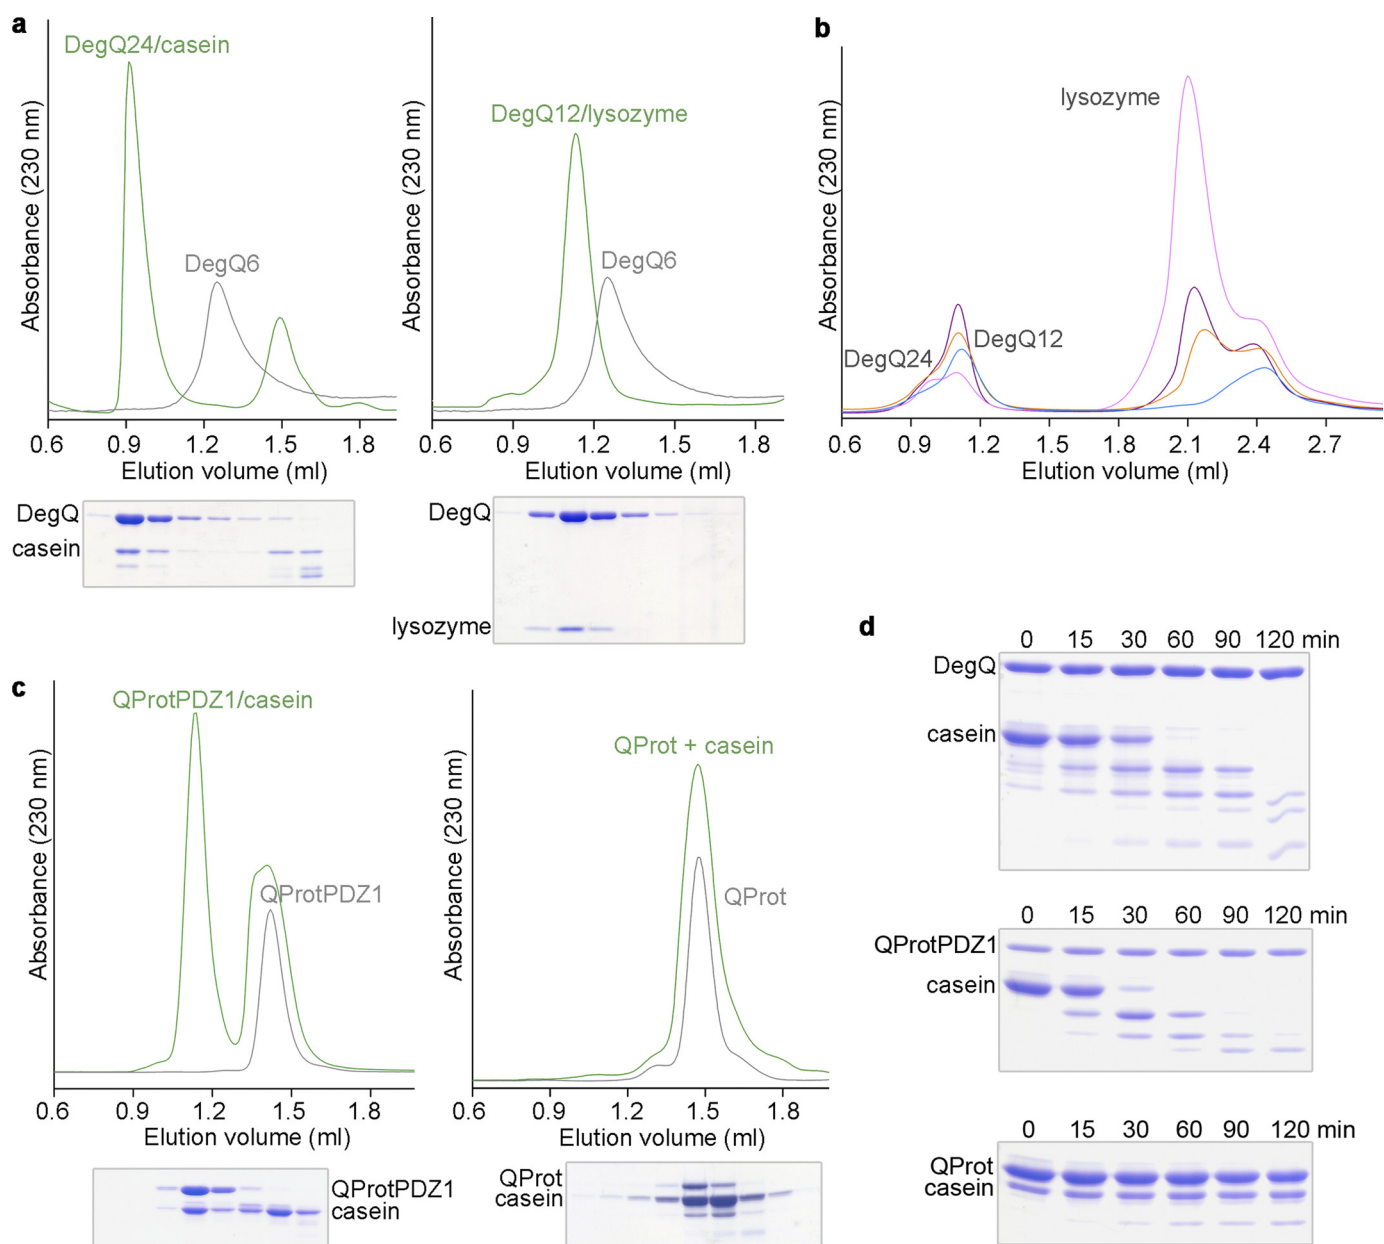 a
DegQ24/casein
DegQ6
Absorbance (230 nm)
0.6 0.9 1.2 1.5 1.8
Elution volume (ml)
DegQ12/lysozyme
DegQ6
Absorbance (230 nm)
0.6 0.9 1.2 1.5 1.8
Elution volume (ml)
DegQ
casein
DegQ
lysozyme
b
lysozyme
DegQ24
DegQ12
Absorbance (230 nm)
0.6 0.9 1.2 1.5 1.8 2.1 2.4 2.7
Elution volume (ml)
c
QProtPDZ1/casein
QProtPDZ1
Absorbance (230 nm)
0.6 0.9 1.2 1.5 1.8
Elution volume (ml)
QProtPDZ1
casein
QProt + casein
QProt
Absorbance (230 nm)
0.6 0.9 1.2 1.5 1.8
Elution volume (ml)
QProt
casein
d
0 15 30 60 90 120 min
DegQ
casein
0 15 30 60 90 120 min
QProtPDZ1
casein
0 15 30 60 90 120 min
QProt
casein